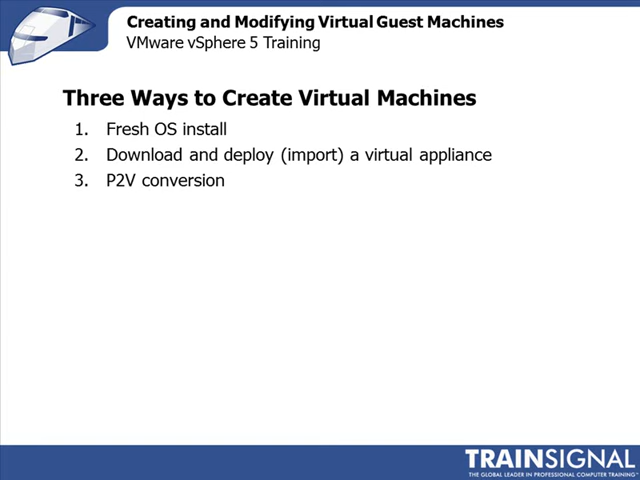 Creating and Modifying Virtual Guest Machines
VMware vSphere 5 Training
Three Ways to Create Virtual Machines
1. Fresh OS install
2. Download and deploy (import) a virtual appliance
3. P2V conversion
TRAINSIGNAL
THE GLOBAL LEADER IN PROFESSIONAL COMPUTER TRAINING™